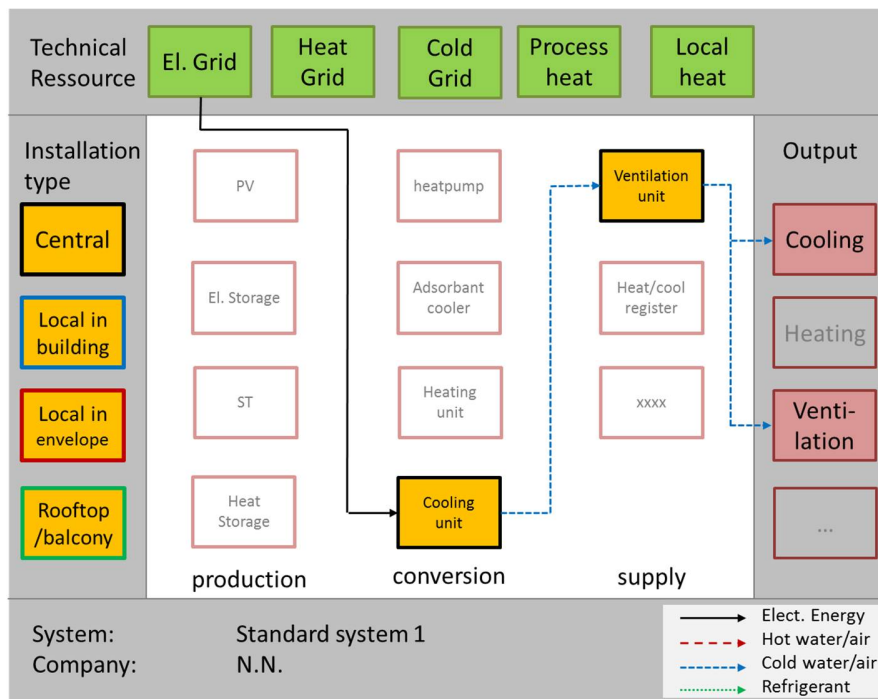 Technical
Ressource
El. Grid
Heat
Grid
Cold
Grid
Process
heat
Local
heat
Installation
type
Central
Local in
building
Local in
envelope
Rooftop
/balcony
PV
El. Storage
ST
Heat
Storage
production
heatpump
Adsorbant
cooler
Heating
unit
Cooling
unit
conversion
Ventilation
unit
Heat/cool
register
xxxx
supply
Output
Cooling
Heating
Venti-
lation
...
System: Standard system 1
Company: N.N.
Elect. Energy
Hot water/air
Cold water/air
Refrigerant